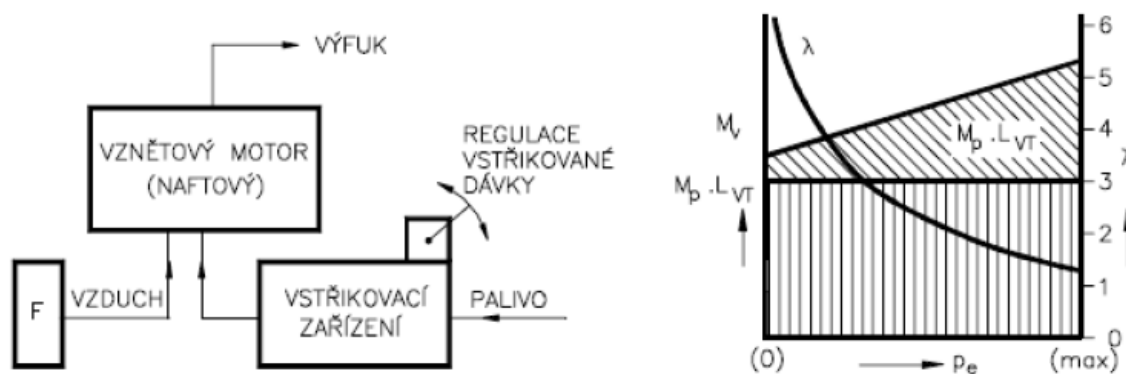 VÝFUK
VZNĚTOVÝ MOTOR
(NAFTOVÝ)
REGULACE
VSTŘIKOVANÉ
DÁVKY
F
VZDUCH
VSTŘIKOVACÍ
ZAŘÍZENÍ
PALIVO
λ
6
5
4
3
2
1
0
M_v
M_p . L_VT
M_p . L_VT
(0)
p_e
(max)